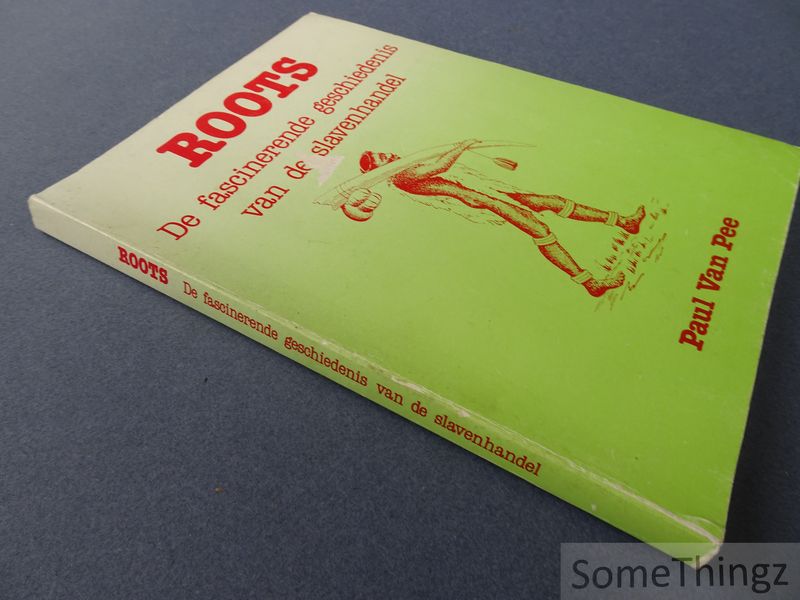 ROOTS
De fascinerende geschiedenis
van de slavenhandel
Paul Van Pee
ROOTS De fascinerende geschiedenis van de slavenhandel
SomeThingz